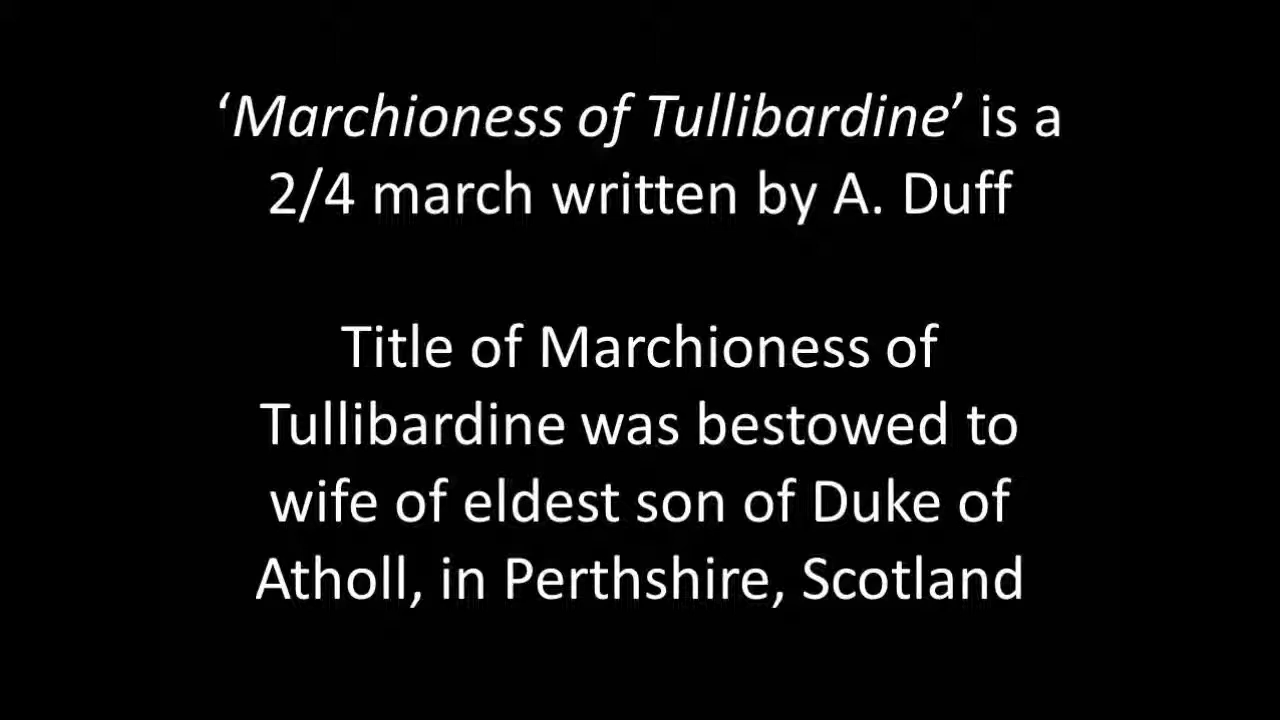 ‘Marchioness of Tullibardine’ is a
2/4 march written by A. Duff
Title of Marchioness of
Tullibardine was bestowed to
wife of eldest son of Duke of
Atholl, in Perthshire, Scotland